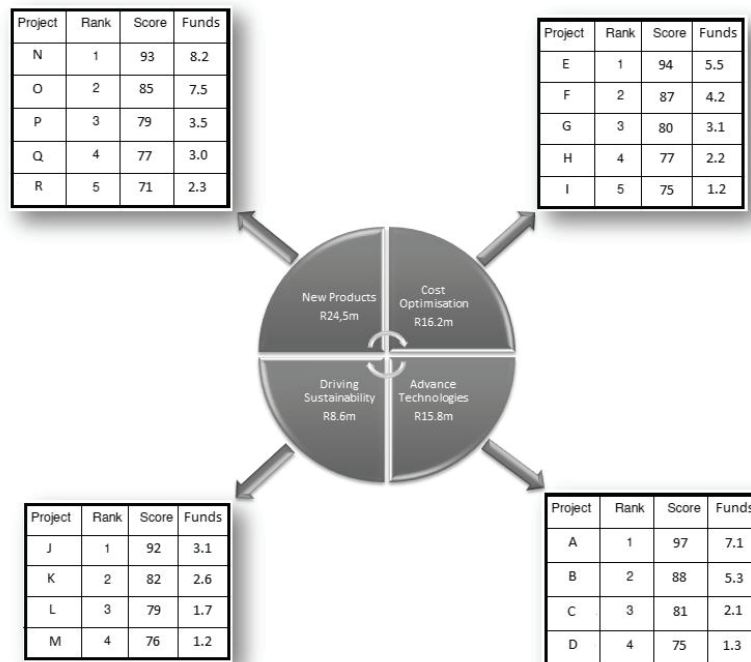 Project Rank Score Funds
N 1 93 8.2
O 2 85 7.5
P 3 79 3.5
Q 4 77 3.0
R 5 71 2.3
Project Rank Score Funds
E 1 94 5.5
F 2 87 4.2
G 3 80 3.1
H 4 77 2.2
I 5 75 1.2
New Products
R24,5m
Cost
Optimisation
R16.2m
Driving
Sustainability
R8.6m
Advance
Technologies
R15.8m
Project Rank Score Funds
J 1 92 3.1
K 2 82 2.6
L 3 79 1.7
M 4 76 1.2
Project Rank Score Funds
A 1 97 7.1
B 2 88 5.3
C 3 81 2.1
D 4 75 1.3